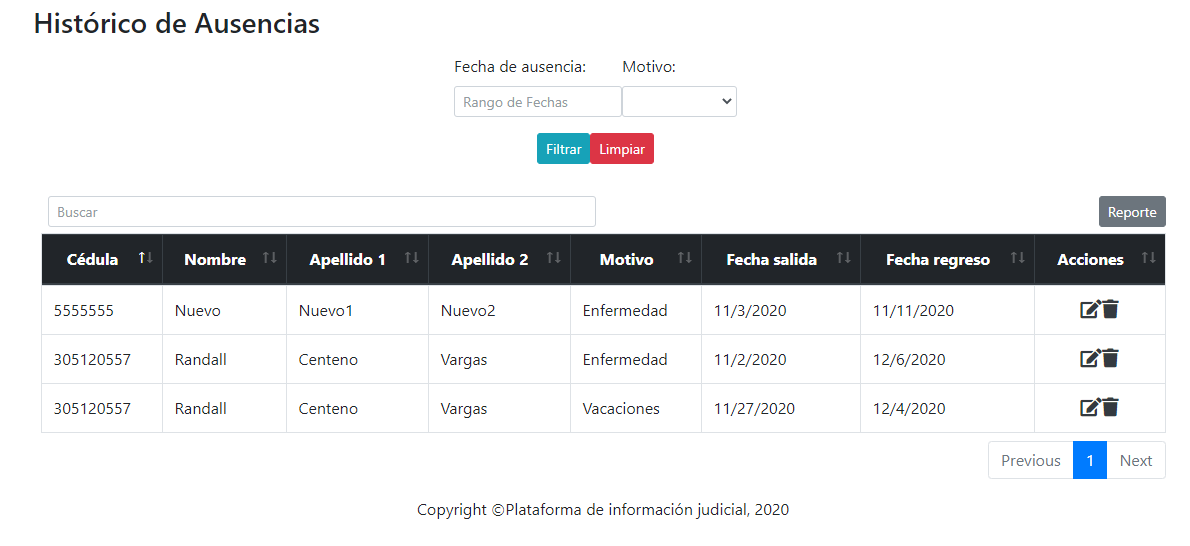 Histórico de Ausencias
Fecha de ausencia: Motivo:
Rango de Fechas
Filtrar Limpiar
Buscar Reporte
Cédula Nombre Apellido 1 Apellido 2 Motivo Fecha salida Fecha regreso Acciones
5555555 Nuevo Nuevo1 Nuevo2 Enfermedad 11/3/2020 11/11/2020
305120557 Randall Centeno Vargas Enfermedad 11/2/2020 12/6/2020
305120557 Randall Centeno Vargas Vacaciones 11/27/2020 12/4/2020
Previous 1 Next
Copyright ©Plataforma de información judicial, 2020